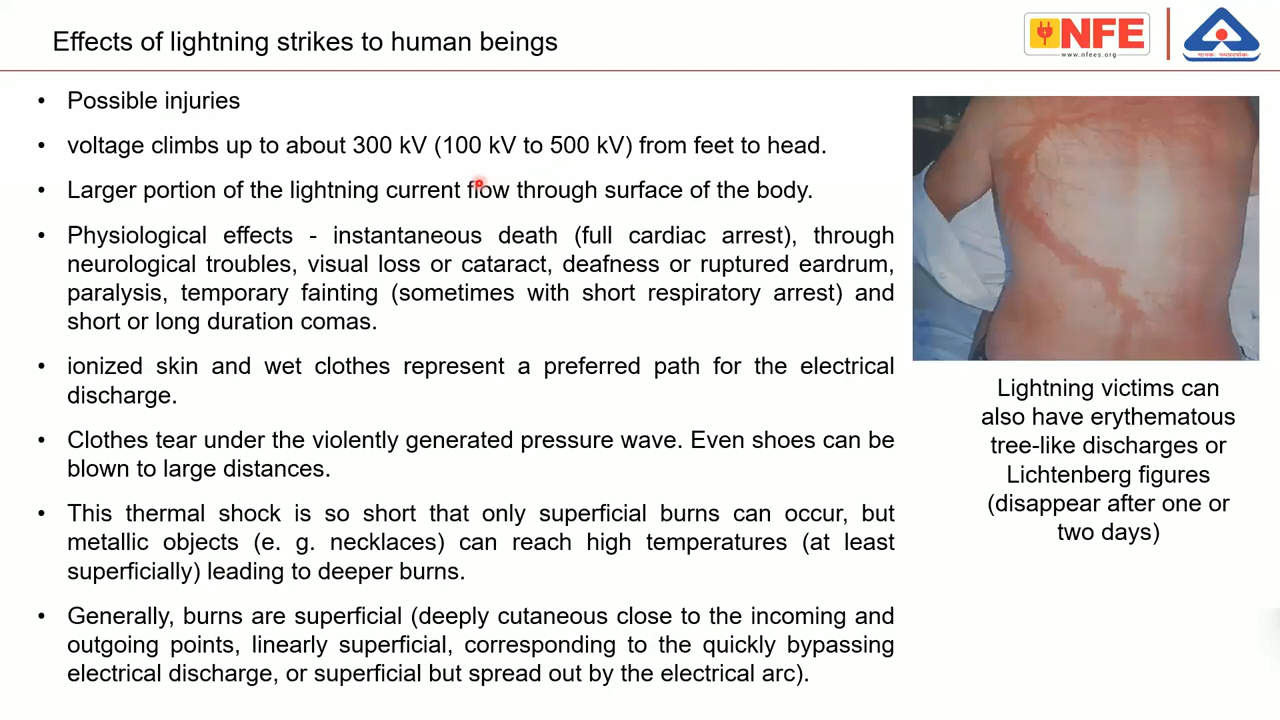 Effects of lightning strikes to human beings
NFE
www.nfees.org
• Possible injuries
• voltage climbs up to about 300 kV (100 kV to 500 kV) from feet to head.
• Larger portion of the lightning current flow through surface of the body.
• Physiological effects - instantaneous death (full cardiac arrest), through
neurological troubles, visual loss or cataract, deafness or ruptured eardrum,
paralysis, temporary fainting (sometimes with short respiratory arrest) and
short or long duration comas.
• ionized skin and wet clothes represent a preferred path for the electrical
discharge.
• Clothes tear under the violently generated pressure wave. Even shoes can be
blown to large distances.
• This thermal shock is so short that only superficial burns can occur, but
metallic objects (e. g. necklaces) can reach high temperatures (at least
superficially) leading to deeper burns.
• Generally, burns are superficial (deeply cutaneous close to the incoming and
outgoing points, linearly superficial, corresponding to the quickly bypassing
electrical discharge, or superficial but spread out by the electrical arc).
Lightning victims can
also have erythematous
tree-like discharges or
Lichtenberg figures
(disappear after one or
two days)